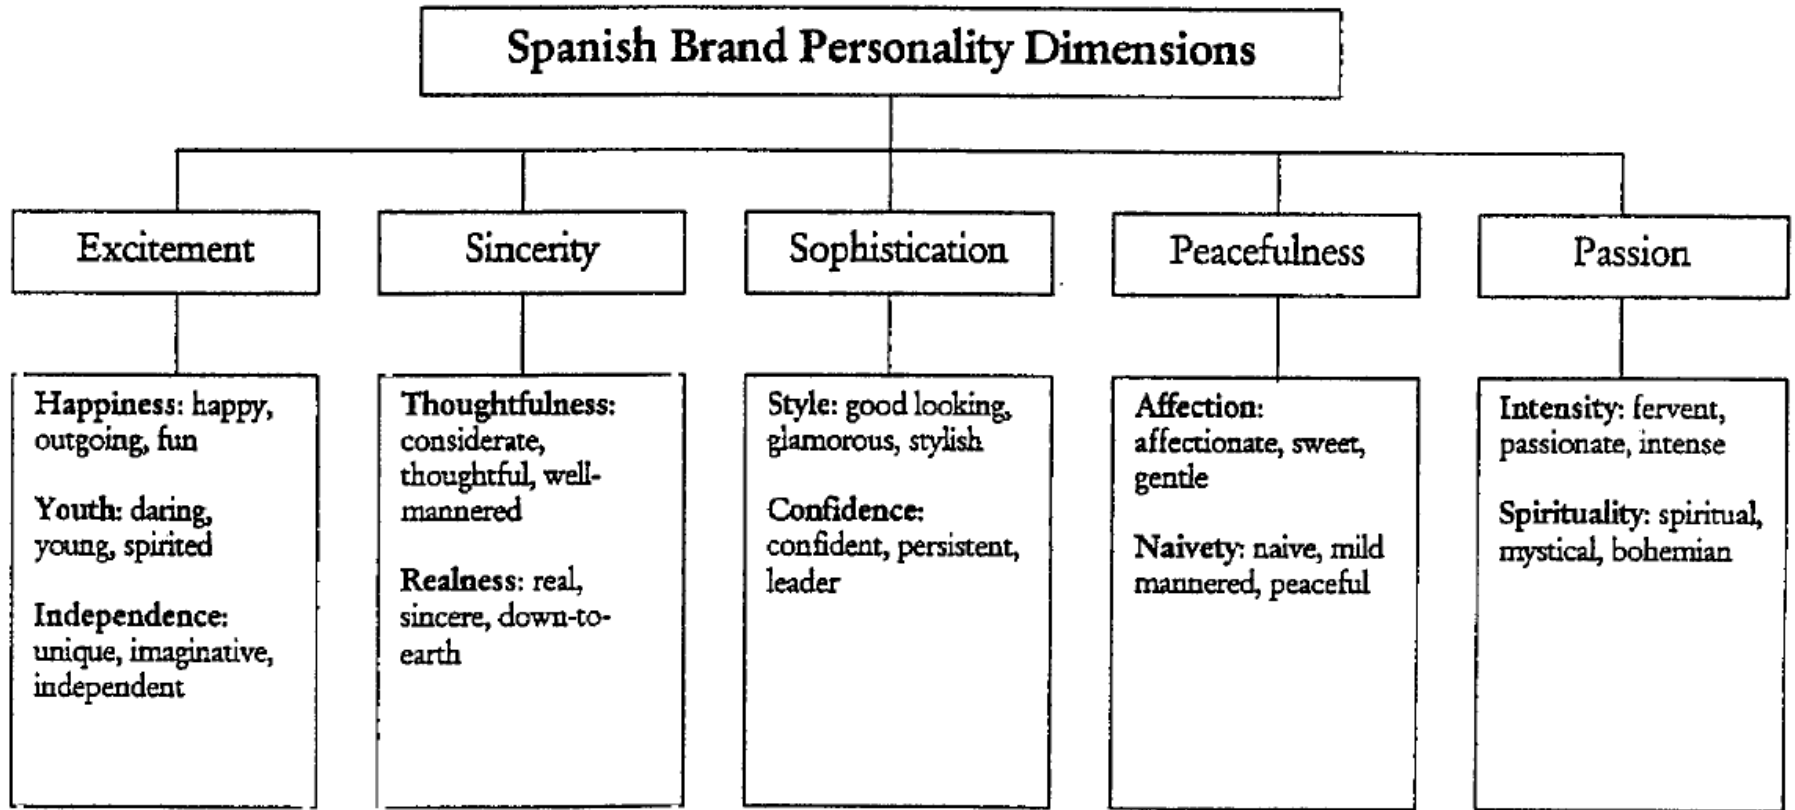 Spanish Brand Personality Dimensions
Excitement
Sincerity
Sophistication
Peacefulness
Passion
Happiness: happy,
outgoing, fun
Youth: daring,
young, spirited
Independence:
unique, imaginative,
independent
Thoughtfulness:
considerate,
thoughtful, well-
mannered
Realness: real,
sincere, down-to-
earth
Style: good looking,
glamorous, stylish
Confidence:
confident, persistent,
leader
Affection:
affectionate, sweet,
gentle
Naivety: naive, mild
mannered, peaceful
Intensity: fervent,
passionate, intense
Spirituality: spiritual,
mystical, bohemian